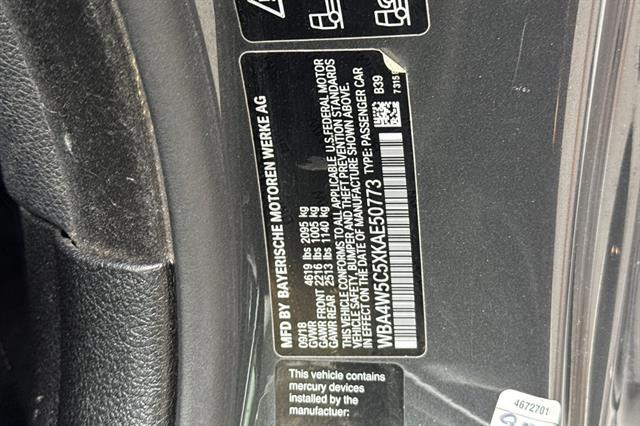 MFD BY BAYERISCHE MOTOREN WERKE AG
09/18
GVWR 4619 lbs 2095 kg
GAWR FRONT 2216 lbs 1005 kg
GAWR REAR 2513 lbs 1140 kg
THIS VEHICLE CONFORMS TO ALL APPLICABLE U.S. FEDERAL MOTOR
VEHICLE SAFETY, BUMPER AND THEFT PREVENTION STANDARDS
IN EFFECT ON THE DATE OF MANUFACTURE SHOWN ABOVE.
WBA4W5C5XKAE50773 TYPE: PASSENGER CAR
B39
7315
This vehicle contains
mercury devices
installed by the
manufacturer:
4672701